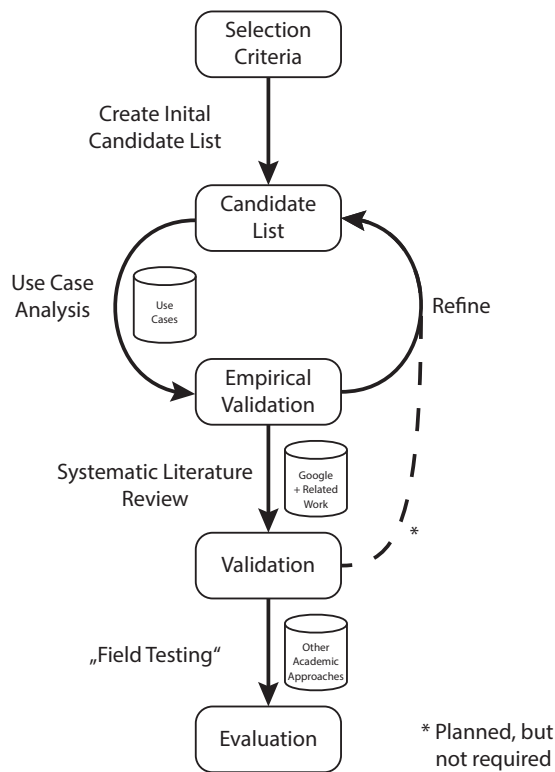 Selection
Criteria
Create Inital
Candidate List
Candidate
List
Use Case
Analysis
Use
Cases
Refine
Empirical
Validation
Systematic Literature
Review
Google
+ Related
Work
*
Validation
„Field Testing“
Other
Academic
Approaches
Evaluation
* Planned, but
not required